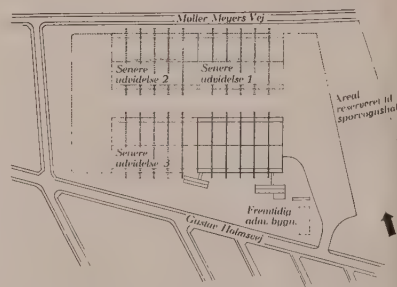 Møller Meyers Vej
Senere
udvidelse 2
Senere
udvidelse 1
Areal
reserveret til
sporvognshal
Senere
udvidelse 3
Fremtidig
adm. bygn.
Gustav Holmsvej